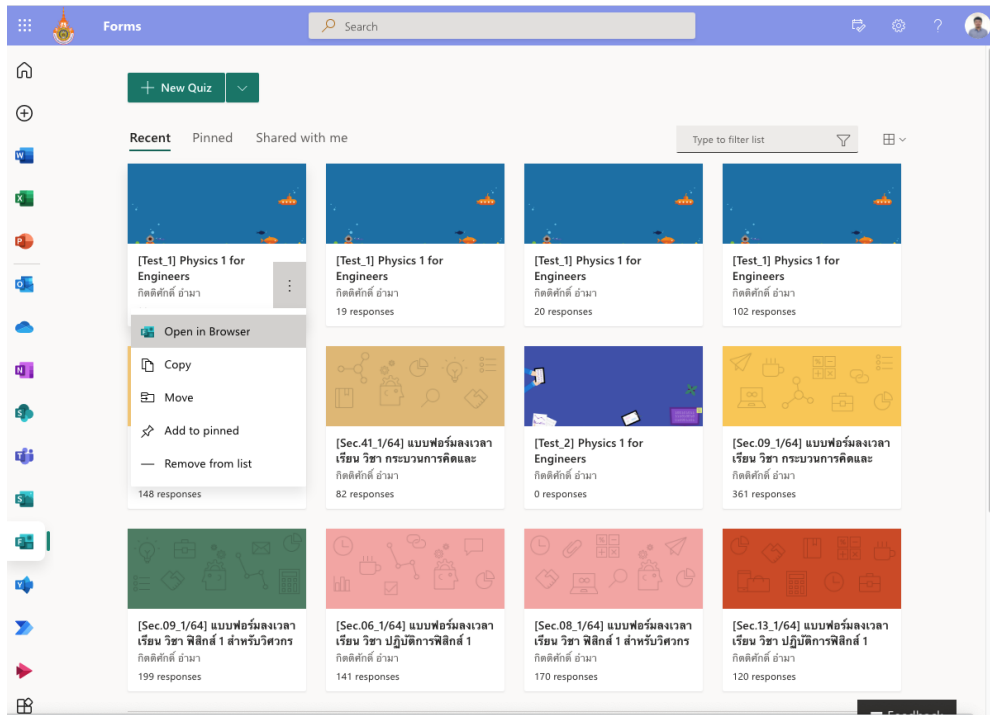 Forms
Search
New Quiz
Recent Pinned Shared with me
Type to filter list
[Test_1] Physics 1 for
Engineers
กิตติศักดิ์ อ่ามา
[Test_1] Physics 1 for
Engineers
กิตติศักดิ์ อ่ามา
19 responses
[Test_1] Physics 1 for
Engineers
กิตติศักดิ์ อ่ามา
20 responses
[Test_1] Physics 1 for
Engineers
กิตติศักดิ์ อ่ามา
102 responses
Open in Browser
Copy
Move
Add to pinned
Remove from list
148 responses
[Sec.41_1/64] แบบฟอร์มลงเวลา
เรียน วิชา กระบวนการคิดและ
กิตติศักดิ์ อ่ามา
82 responses
[Test_2] Physics 1 for
Engineers
กิตติศักดิ์ อ่ามา
0 responses
[Sec.09_1/64] แบบฟอร์มลงเวลา
เรียน วิชา กระบวนการคิดและ
กิตติศักดิ์ อ่ามา
361 responses
[Sec.09_1/64] แบบฟอร์มลงเวลา
เรียน วิชา ฟิสิกส์ 1 สำหรับวิศวกร
กิตติศักดิ์ อ่ามา
199 responses
[Sec.06_1/64] แบบฟอร์มลงเวลา
เรียน วิชา ปฏิบัติการฟิสิกส์ 1
กิตติศักดิ์ อ่ามา
141 responses
[Sec.08_1/64] แบบฟอร์มลงเวลา
เรียน วิชา ฟิสิกส์ 1 สำหรับวิศวกร
กิตติศักดิ์ อ่ามา
170 responses
[Sec.13_1/64] แบบฟอร์มลงเวลา
เรียน วิชา ปฏิบัติการฟิสิกส์ 1
กิตติศักดิ์ อ่ามา
120 responses
Feedback